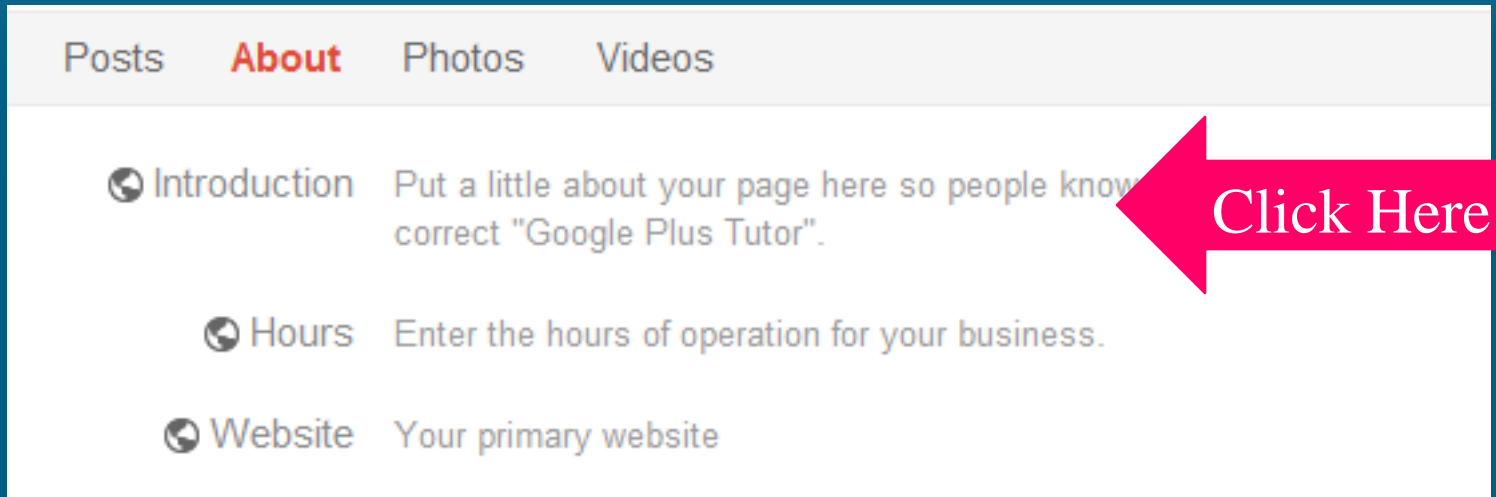 Posts About Photos Videos
Introduction Put a little about your page here so people know
Click Here
correct "Google Plus Tutor".
Hours Enter the hours of operation for your business.
Website Your primary website